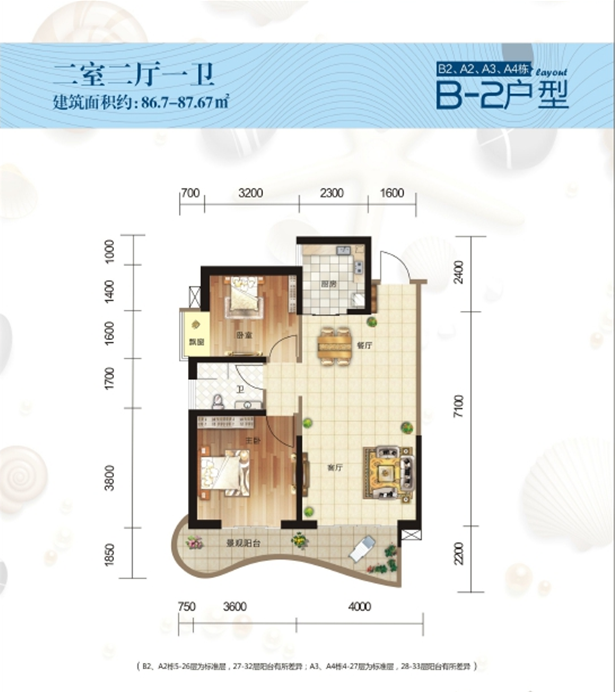 二室二厅一卫
建筑面积约：86.7-87.67㎡
B2、A2、A3、A4栋
layout
B-2户型
700 3200 2300 1600
1000
1400
1600
1700
3800
1850
2400
7100
2200
厨房
卧室
飘窗
餐厅
卫
主卧
客厅
景观阳台
750 3600 4000
（B2、A2栋5-26层为标准层，27-32层阳台有所差异；A3、A4栋4-27层为标准层，28-33层阳台有所差异）